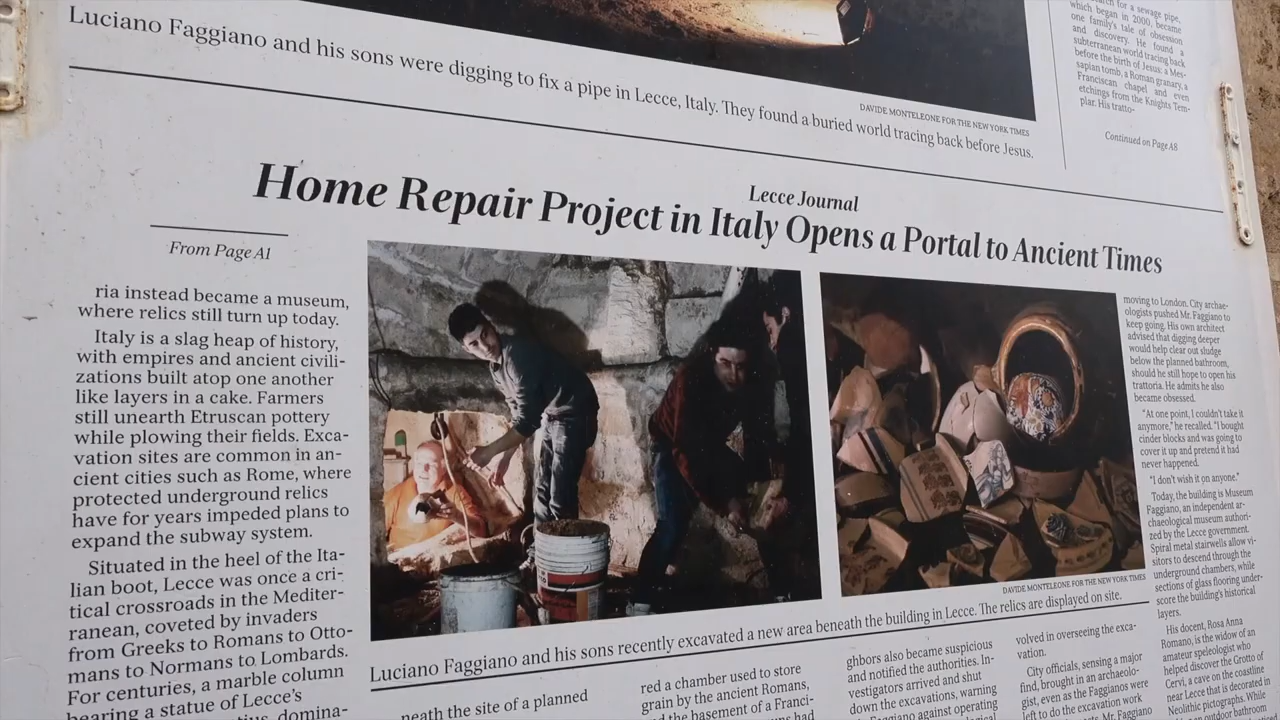 Luciano Faggiano and his sons were digging to fix a pipe in Lecce, Italy. They found a buried world tracing back before Jesus.
DAVIDE MONTELEONE FOR THE NEW YORK TIMES
for a sewage pipe,
which began in 2000, became
one family's tale of obsession
and discovery. He found a
subterranean world tracing back
before the birth of Jesus: a Mes-
sapian tomb, a Roman granary, a
Franciscan chapel and even
etchings from the Knights Tem-
plar. His tratto-
Continued on Page A8
Lecce Journal
Home Repair Project in Italy Opens a Portal to Ancient Times
From Page A1
ria instead became a museum,
where relics still turn up today.
Italy is a slag heap of history,
with empires and ancient civili-
zations built atop one another
like layers in a cake. Farmers
still unearth Etruscan pottery
while plowing their fields. Exca-
vation sites are common in an-
cient cities such as Rome, where
protected underground relics
have for years impeded plans to
expand the subway system.
Situated in the heel of the Ita-
lian boot, Lecce was once a cri-
tical crossroads in the Mediter-
ranean, coveted by invaders
from Greeks to Romans to Otto-
mans to Normans to Lombards.
For centuries, a marble column
bearing a statue of Lecce's
domina-
DAVIDE MONTELEONE FOR THE NEW YORK TIMES
Luciano Faggiano and his sons recently excavated a new area beneath the building in Lecce. The relics are displayed on site.
neath the site of a planned
red a chamber used to store
grain by the ancient Romans,
the basement of a Franci-
had
ghbors also became suspicious
and notified the authorities. In-
vestigators arrived and shut
down the excavations, warning
Faggiano against operating
volved in overseeing the exca-
vation.
City officials, sensing a major
find, brought in an archaeolo-
gist, even as the Faggianos were
left to do the excavation work
Mr. Faggiano
moving to London. City archae-
ologists pushed Mr. Faggiano to
keep going. His own architect
advised that digging deeper
would help clear out sludge
below the planned bathroom,
should he still hope to open his
trattoria. He admits he also
became obsessed.
"At one point, I couldn't take it
anymore," he recalled. "I bought
cinder blocks and was going to
cover it up and pretend it had
never happened.
"I don't wish it on anyone."
Today, the building is Museum
Faggiano, an independent ar-
chaeological museum authori-
zed by the Lecce government.
Spiral metal stairwells allow vi-
sitors to descend through the
underground chambers, while
sections of glass flooring under-
score the building's historical
layers.
His docent, Rosa Anna
Romano, is the widow of an
amateur speleologist who
helped discover the Grotto of
Cervi, a cave on the coastline
near Lecce that is decorated in
Neolithic pictographs. While
outdoor bathroom